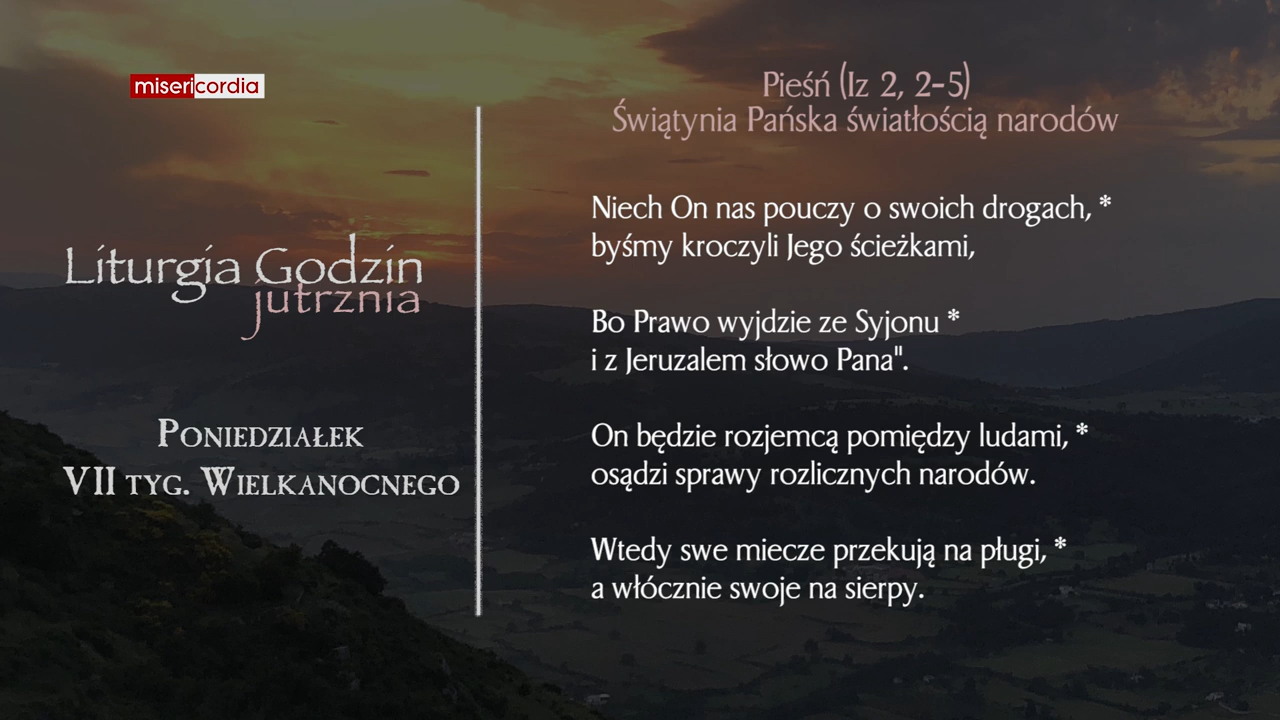 misericordia
Liturgia Godzin
jutrznia
Poniedziałek
VII tyg. Wielkanocnego
Pieśń (Iz 2, 2-5)
Świątynia Pańska światłością narodów
Niech On nas pouczy o swoich drogach, *
byśmy kroczyli Jego ścieżkami,
Bo Prawo wyjdzie ze Syjonu *
i z Jeruzalem słowo Pana".
On będzie rozjemcą pomiędzy ludami, *
osądzi sprawy rozlicznych narodów.
Wtedy swe miecze przekują na pługi, *
a włócznie swoje na sierpy.